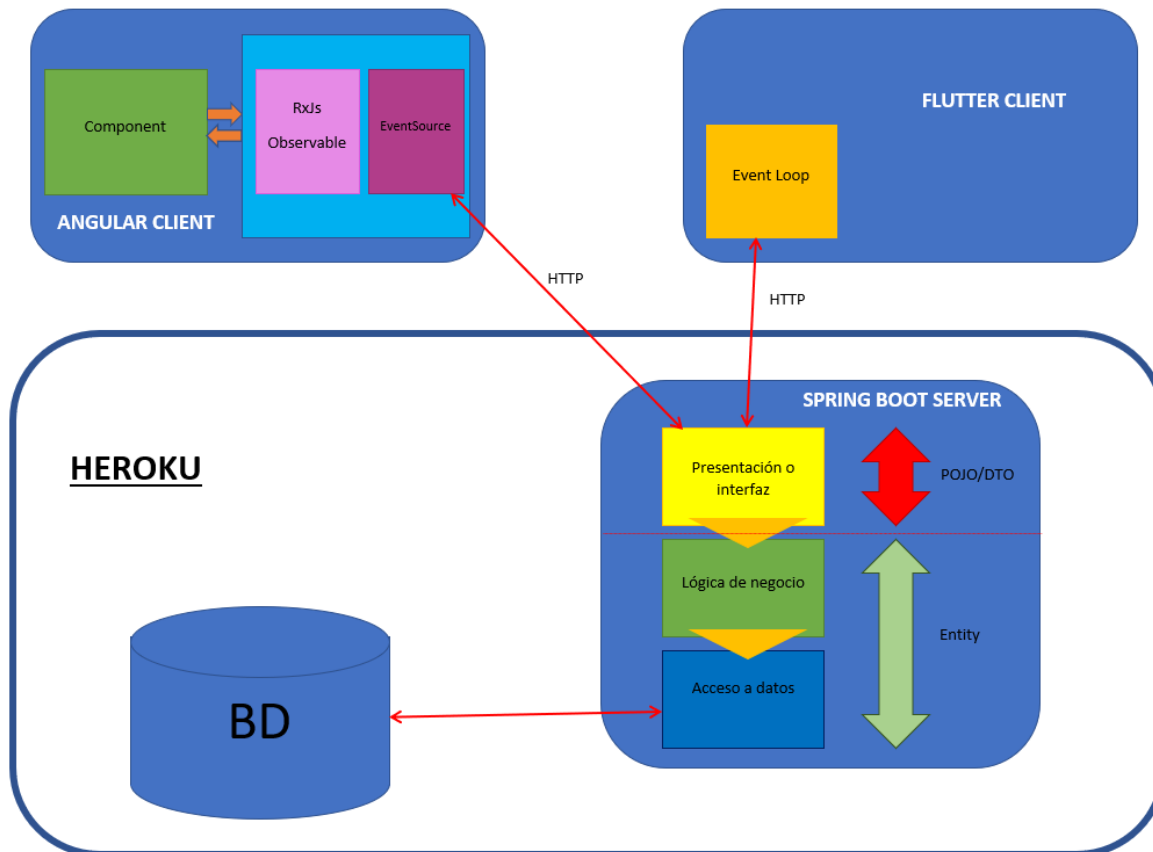 Component
RxJs
Observable
EventSource
ANGULAR CLIENT
FLUTTER CLIENT
Event Loop
HTTP
HTTP
HEROKU
SPRING BOOT SERVER
Presentación o
interfaz
POJO/DTO
Lógica de negocio
Entity
Acceso a datos
BD